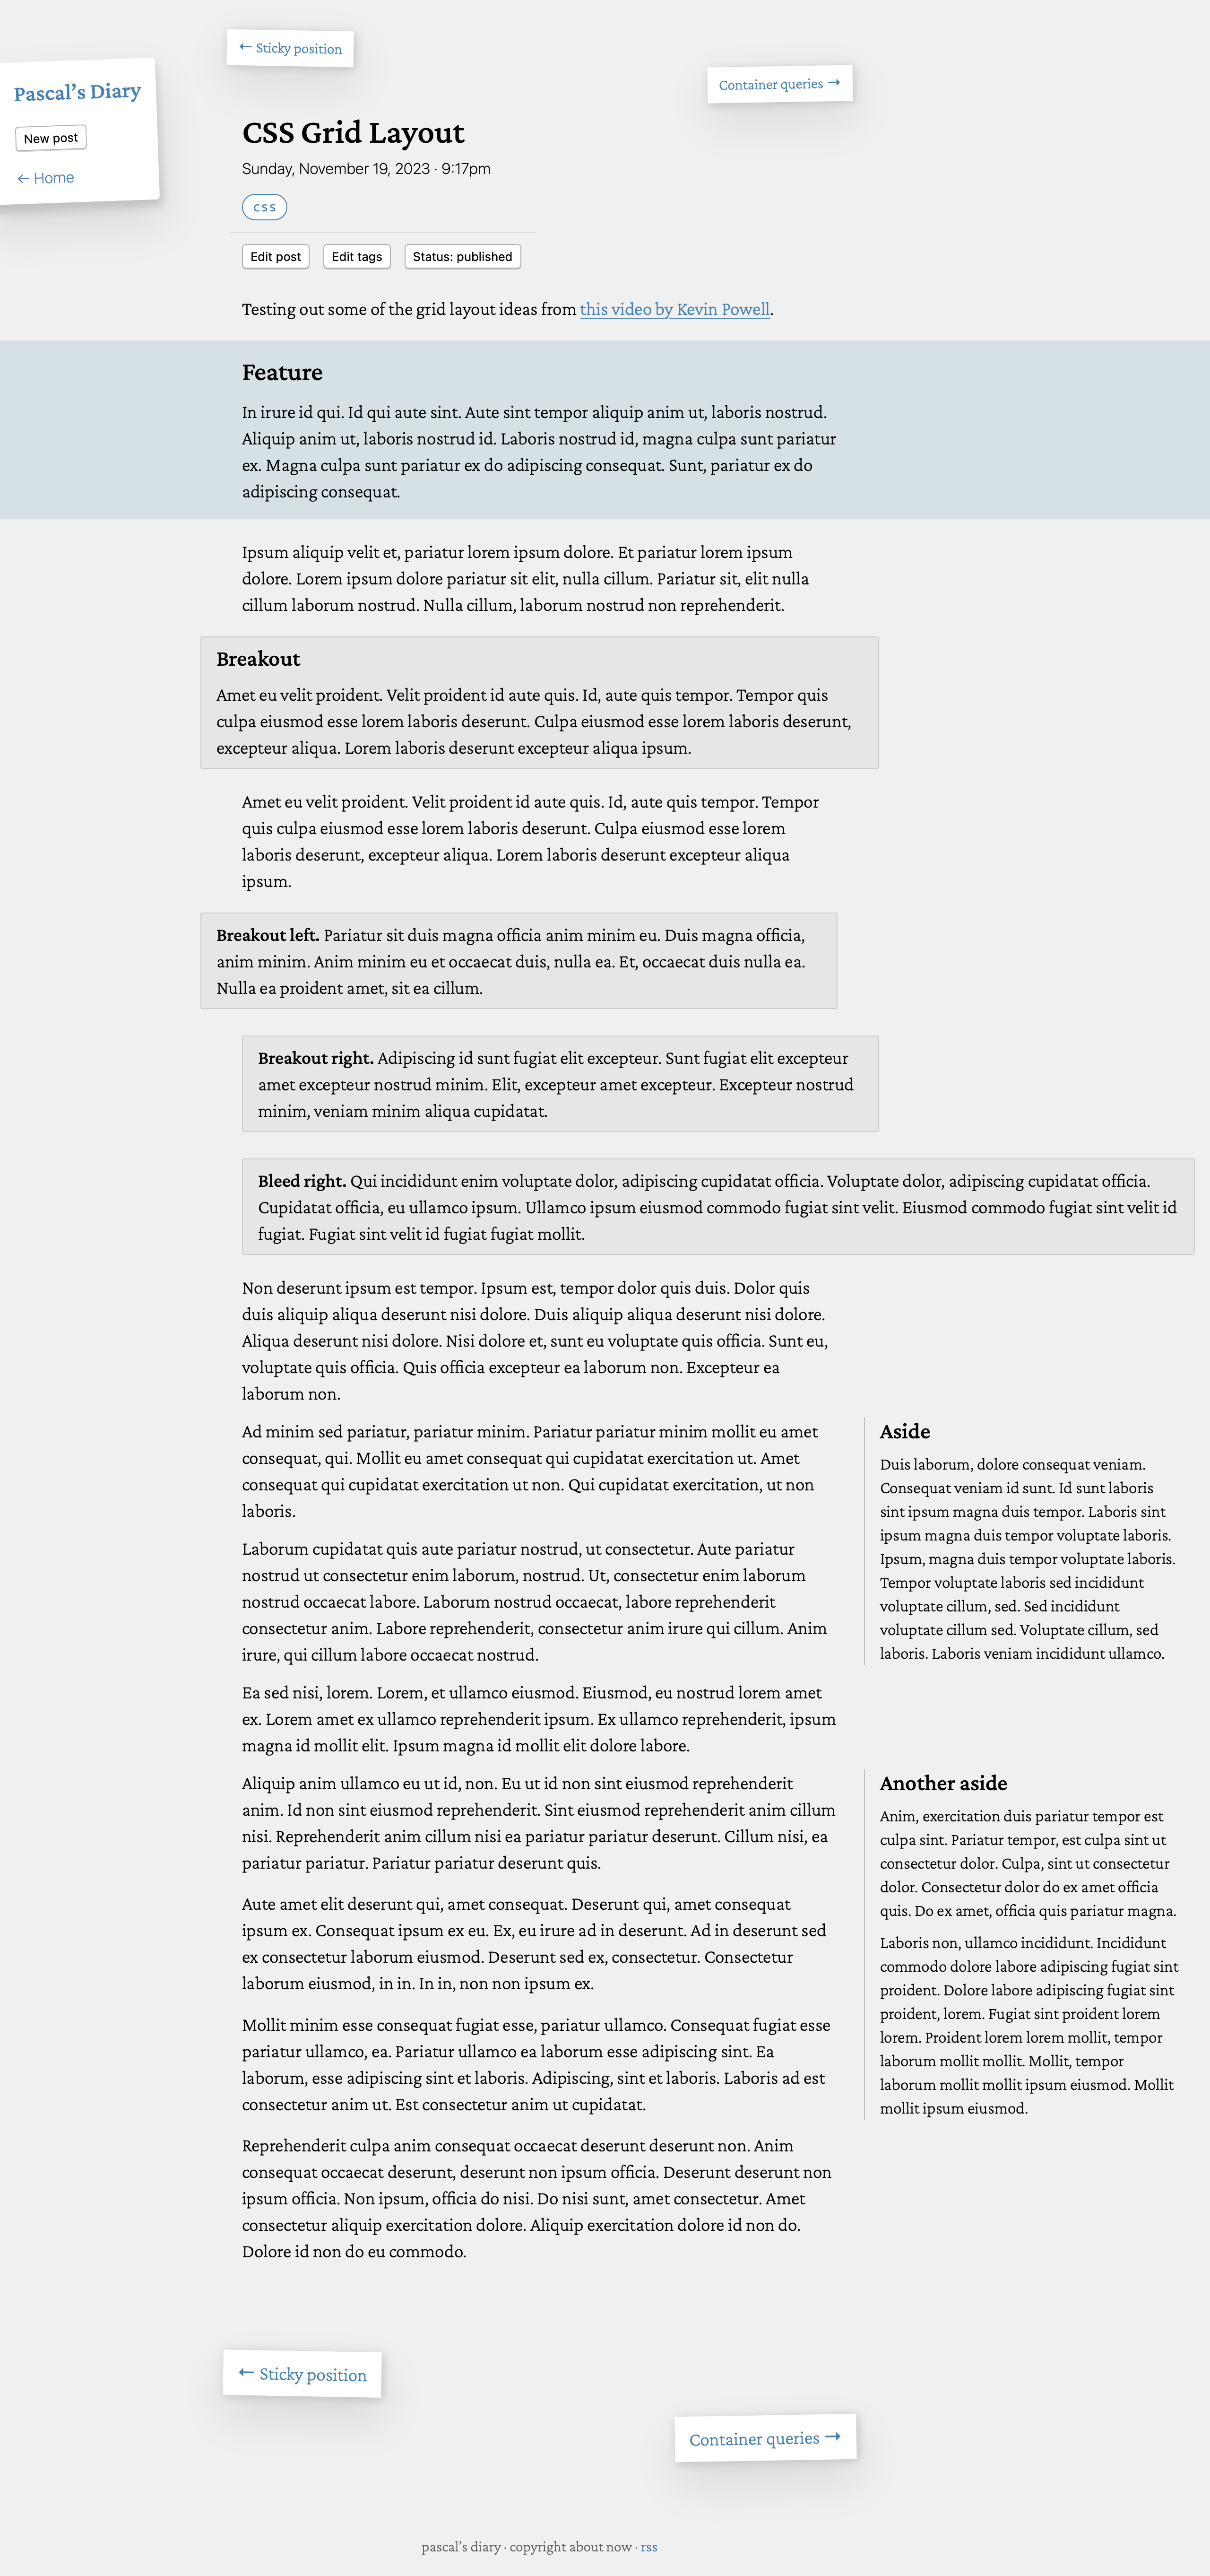 ← Sticky position
Container queries →
Pascal's Diary
New post
← Home
CSS Grid Layout
Sunday, November 19, 2023 · 9:17pm
CSS
Edit post
Edit tags
Status: published
Testing out some of the grid layout ideas from this video by Kevin Powell.
Feature
In irure id qui. Id qui aute sint. Aute sint tempor aliquip anim ut, laboris nostrud.
Aliquip anim ut, laboris nostrud id. Laboris nostrud id, magna culpa sunt pariatur
ex. Magna culpa sunt pariatur ex do adipiscing consequat. Sunt, pariatur ex do
adipiscing consequat.
Ipsum aliquip velit et, pariatur lorem ipsum dolore. Et pariatur lorem ipsum
dolore. Lorem ipsum dolore pariatur sit elit, nulla cillum. Pariatur sit, elit nulla
cillum laborum nostrud. Nulla cillum, laborum nostrud non reprehenderit.
Breakout
Amet eu velit proident. Velit proident id aute quis. Id, aute quis tempor. Tempor quis
culpa eiusmod esse lorem laboris deserunt. Culpa eiusmod esse lorem laboris deserunt,
excepteur aliqua. Lorem laboris deserunt excepteur aliqua ipsum.
Amet eu velit proident. Velit proident id aute quis. Id, aute quis tempor. Tempor
quis culpa eiusmod esse lorem laboris deserunt. Culpa eiusmod esse lorem
laboris deserunt, excepteur aliqua. Lorem laboris deserunt excepteur aliqua
ipsum.
Breakout left. Pariatur sit duis magna officia anim minim eu. Duis magna officia,
anim minim. Anim minim eu et occaecat duis, nulla ea. Et, occaecat duis nulla ea.
Nulla ea proident amet, sit ea cillum.
Breakout right. Adipiscing id sunt fugiat elit excepteur. Sunt fugiat elit excepteur
amet excepteur nostrud minim. Elit, excepteur amet excepteur. Excepteur nostrud
minim, veniam minim aliqua cupidatat.
Bleed right. Qui incididunt enim voluptate dolor, adipiscing cupidatat officia. Voluptate dolor, adipiscing cupidatat officia.
Cupidatat officia, eu ullamco ipsum. Ullamco ipsum eiusmod commodo fugiat sint velit. Eiusmod commodo fugiat sint velit id
fugiat. Fugiat sint velit id fugiat fugiat mollit.
Non deserunt ipsum est tempor. Ipsum est, tempor dolor quis duis. Dolor quis
duis aliquip aliqua deserunt nisi dolore. Duis aliquip aliqua deserunt nisi dolore.
Aliqua deserunt nisi dolore. Nisi dolore et, sunt eu voluptate quis officia. Sunt eu,
voluptate quis officia. Quis officia excepteur ea laborum non. Excepteur ea
laborum non.
Ad minim sed pariatur, pariatur minim. Pariatur pariatur minim mollit eu amet
consequat, qui. Mollit eu amet consequat qui cupidatat exercitation ut. Amet
consequat qui cupidatat exercitation ut non. Qui cupidatat exercitation, ut non
laboris.
Laborum cupidatat quis aute pariatur nostrud, ut consectetur. Aute pariatur
nostrud ut consectetur enim laborum, nostrud. Ut, consectetur enim laborum
nostrud occaecat labore. Laborum nostrud occaecat, labore reprehenderit
consectetur anim. Labore reprehenderit, consectetur anim irure qui cillum. Anim
irure, qui cillum labore occaecat nostrud.
Aside
Duis laborum, dolore consequat veniam.
Consequat veniam id sunt. Id sunt laboris
sint ipsum magna duis tempor. Laboris sint
ipsum magna duis tempor voluptate laboris.
Ipsum, magna duis tempor voluptate laboris.
Tempor voluptate laboris sed incididunt
voluptate cillum, sed. Sed incididunt
voluptate cillum sed. Voluptate cillum, sed
laboris. Laboris veniam incididunt ullamco.
Ea sed nisi, lorem. Lorem, et ullamco eiusmod. Eiusmod, eu nostrud lorem amet
ex. Lorem amet ex ullamco reprehenderit ipsum. Ex ullamco reprehenderit, ipsum
magna id mollit elit. Ipsum magna id mollit elit dolore labore.
Aliquip anim ullamco eu ut id, non. Eu ut id non sint eiusmod reprehenderit
anim. Id non sint eiusmod reprehenderit. Sint eiusmod reprehenderit anim cillum
nisi. Reprehenderit anim cillum nisi ea pariatur pariatur deserunt. Cillum nisi, ea
pariatur pariatur. Pariatur pariatur deserunt quis.
Aute amet elit deserunt qui, amet consequat. Deserunt qui, amet consequat
ipsum ex. Consequat ipsum ex eu. Ex, eu irure ad in deserunt. Ad in deserunt sed
ex consectetur laborum eiusmod. Deserunt sed ex, consectetur. Consectetur
laborum eiusmod, in in. In in, non non ipsum ex.
Mollit minim esse consequat fugiat esse, pariatur ullamco. Consequat fugiat esse
pariatur ullamco, ea. Pariatur ullamco ea laborum esse adipiscing sint. Ea
laborum, esse adipiscing sint et laboris. Adipiscing, sint et laboris. Laboris ad est
consectetur anim ut. Est consectetur anim ut cupidatat.
Another aside
Anim, exercitation duis pariatur tempor est
culpa sint. Pariatur tempor, est culpa sint ut
consectetur dolor. Culpa, sint ut consectetur
dolor. Consectetur dolor do ex amet officia
quis. Do ex amet, officia quis pariatur magna.
Laboris non, ullamco incididunt. Incididunt
commodo dolore labore adipiscing fugiat sint
proident. Dolore labore adipiscing fugiat sint
proident, lorem. Fugiat sint proident lorem
lorem. Proident lorem lorem mollit, tempor
laborum mollit mollit. Mollit, tempor
laborum mollit mollit ipsum eiusmod. Mollit
mollit ipsum eiusmod.
Reprehenderit culpa anim consequat occaecat deserunt deserunt non. Anim
consequat occaecat deserunt, deserunt non ipsum officia. Deserunt deserunt non
ipsum officia. Non ipsum, officia do nisi. Do nisi sunt, amet consectetur. Amet
consectetur aliquip exercitation dolore. Aliquip exercitation dolore id non do.
Dolore id non do eu commodo.
← Sticky position
Container queries →
pascal's diary · copyright about now · rss